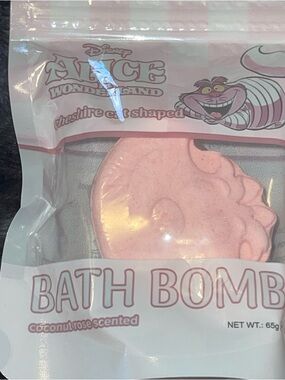 Disney
ALICE
WONDERLAND
cheshire cat shaped
BATH BOMB
coconut rose scented
NET WT.: 65g